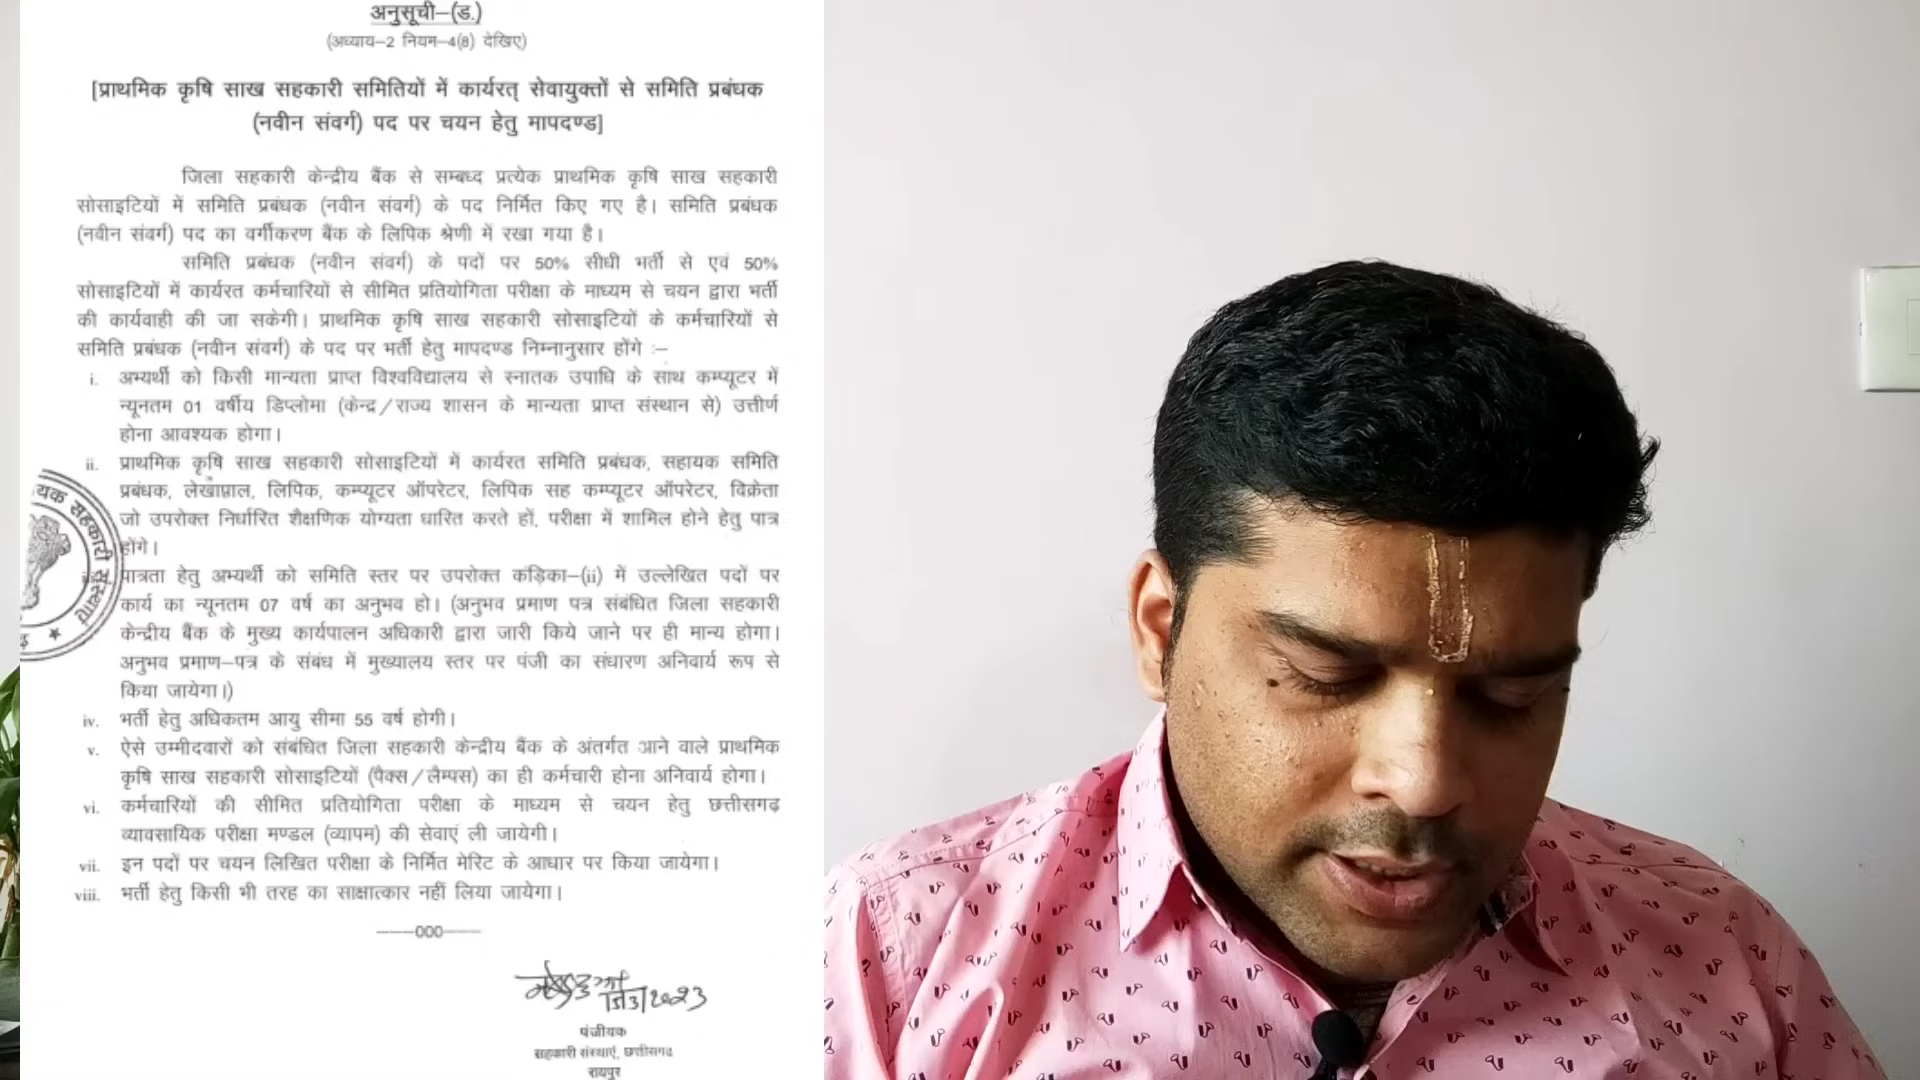 अनुसूची–(ड.)
(अध्याय–2 नियम–4(8) देखिए)
[प्राथमिक कृषि साख सहकारी समितियों में कार्यरत् सेवायुक्तों से समिति प्रबंधक
(नवीन संवर्ग) पद पर चयन हेतु मापदण्ड]
जिला सहकारी केन्द्रीय बैंक से सम्बध्द प्रत्येक प्राथमिक कृषि साख सहकारी
सोसाइटियों में समिति प्रबंधक (नवीन संवर्ग) के पद निर्मित किए गए है। समिति प्रबंधक
(नवीन संवर्ग) पद का वर्गीकरण बैंक के लिपिक श्रेणी में रखा गया है।
समिति प्रबंधक (नवीन संवर्ग) के पदों पर 50% सीधी भर्ती से एवं 50%
सोसाइटियों में कार्यरत कर्मचारियों से सीमित प्रतियोगिता परीक्षा के माध्यम से चयन द्वारा भर्ती
की कार्यवाही की जा सकेगी। प्राथमिक कृषि साख सहकारी सोसाइटियों के कर्मचारियों से
समिति प्रबंधक (नवीन संवर्ग) के पद पर भर्ती हेतु मापदण्ड निम्नानुसार होंगे :–
i. अभ्यर्थी को किसी मान्यता प्राप्त विश्वविद्यालय से स्नातक उपाधि के साथ कम्प्यूटर में
न्यूनतम 01 वर्षीय डिप्लोमा (केन्द्र/राज्य शासन के मान्यता प्राप्त संस्थान से) उत्तीर्ण
होना आवश्यक होगा।
ii. प्राथमिक कृषि साख सहकारी सोसाइटियों में कार्यरत समिति प्रबंधक, सहायक समिति
प्रबंधक, लेखापाल, लिपिक, कम्प्यूटर ऑपरेटर, लिपिक सह कम्प्यूटर ऑपरेटर, विक्रेता
जो उपरोक्त निर्धारित शैक्षणिक योग्यता धारित करते हों, परीक्षा में शामिल होने हेतु पात्र
होंगे।
पात्रता हेतु अभ्यर्थी को समिति स्तर पर उपरोक्त कंड़िका–(ii) में उल्लेखित पदों पर
कार्य का न्यूनतम 07 वर्ष का अनुभव हो। (अनुभव प्रमाण पत्र संबंधित जिला सहकारी
केन्द्रीय बैंक के मुख्य कार्यपालन अधिकारी द्वारा जारी किये जाने पर ही मान्य होगा।
अनुभव प्रमाण–पत्र के संबंध में मुख्यालय स्तर पर पंजी का संधारण अनिवार्य रूप से
किया जायेगा।)
iv. भर्ती हेतु अधिकतम आयु सीमा 55 वर्ष होगी।
v. ऐसे उम्मीदवारों को संबंधित जिला सहकारी केन्द्रीय बैंक के अंतर्गत आने वाले प्राथमिक
कृषि साख सहकारी सोसाइटियों (पैक्स/लैम्पस) का ही कर्मचारी होना अनिवार्य होगा।
vi. कर्मचारियों की सीमित प्रतियोगिता परीक्षा के माध्यम से चयन हेतु छत्तीसगढ़
व्यावसायिक परीक्षा मण्डल (व्यापम) की सेवाएं ली जायेगी।
vii. इन पदों पर चयन लिखित परीक्षा के निर्मित मेरिट के आधार पर किया जायेगा।
viii. भर्ती हेतु किसी भी तरह का साक्षात्कार नहीं लिया जायेगा।
——000——
पंजीयक
सहकारी संस्थाएं, छत्तीसगढ़
रायपुर
यक सहकारी संस्थाएं